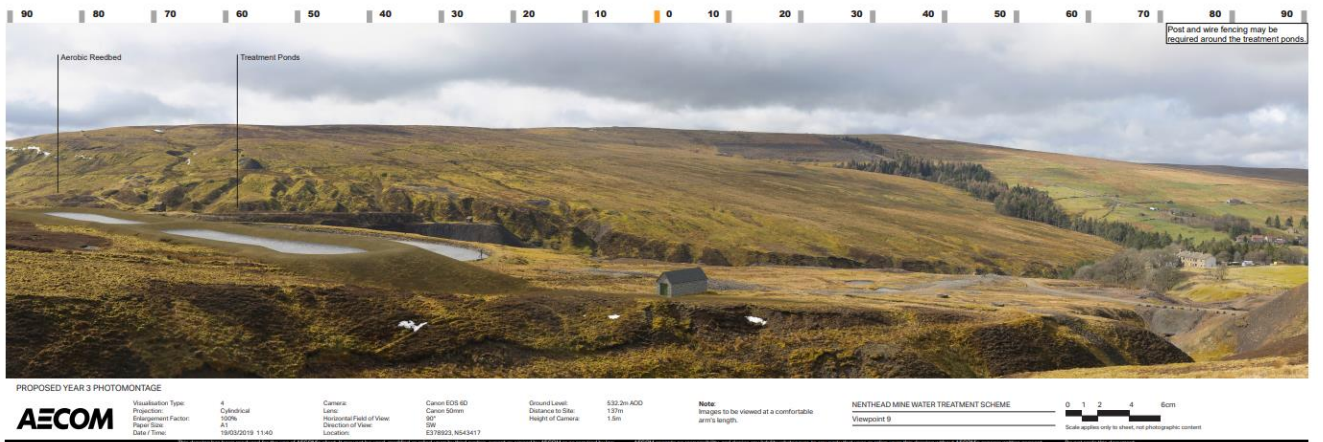 90 80 70 60 50 40 30 20 10 0 10 20 30 40 50 60 70 80 90
Post and wire fencing may be
required around the treatment ponds.
Aerobic Reedbed
Treatment Ponds
PROPOSED YEAR 3 PHOTOMONTAGE
AECOM
Visualisation Type: 4
Projection: Cylindrical
Enlargement Factor: 100%
Paper Size: A1
Date / Time: 19/03/2019 11:40
Camera: Canon EOS 6D
Lens: Canon 50mm
Horizontal Field of View: 90°
Direction of View: SW
Location: E378923, N543417
Ground Level: 532.2m AOD
Distance to Site: 137m
Height of Camera: 1.5m
Note:
Images to be viewed at a comfortable
arm's length.
NENTHEAD MINE WATER TREATMENT SCHEME
Viewpoint 9
0 1 2 4 6cm
Scale applies only to sheet, not photographic content